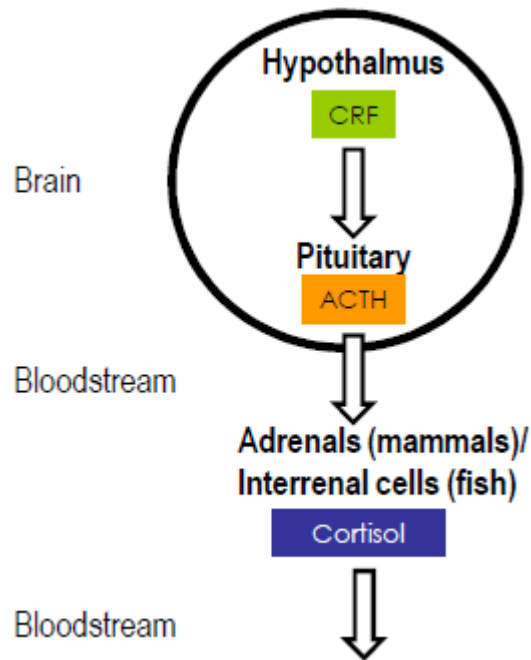 Hypothalmus
CRF
Brain
Pituitary
ACTH
Bloodstream
Adrenals (mammals)/
Interrenal cells (fish)
Cortisol
Bloodstream